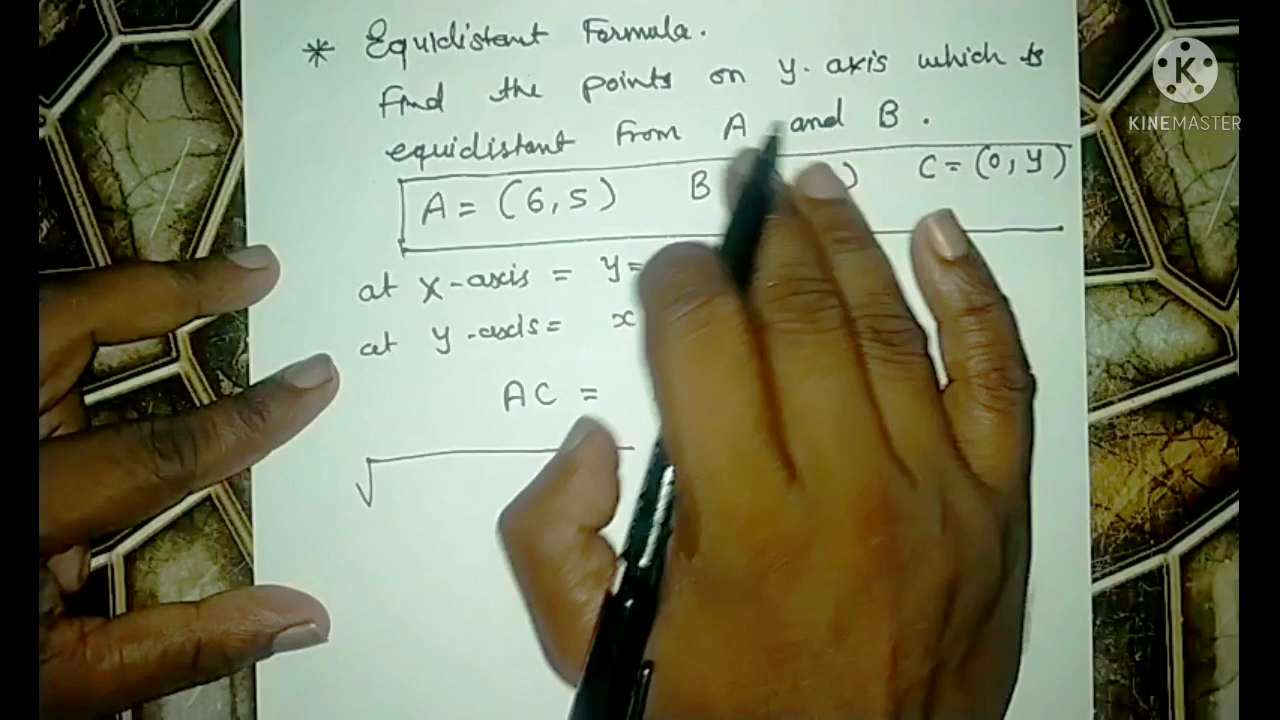 * Equidistant Formula.
Find the points on y-axis which is
equidistant from A and B.
A = (6,5) B ) C = (0, y)
at x-axis = y=
at y-axis = x
AC =
√
K
KINEMASTER